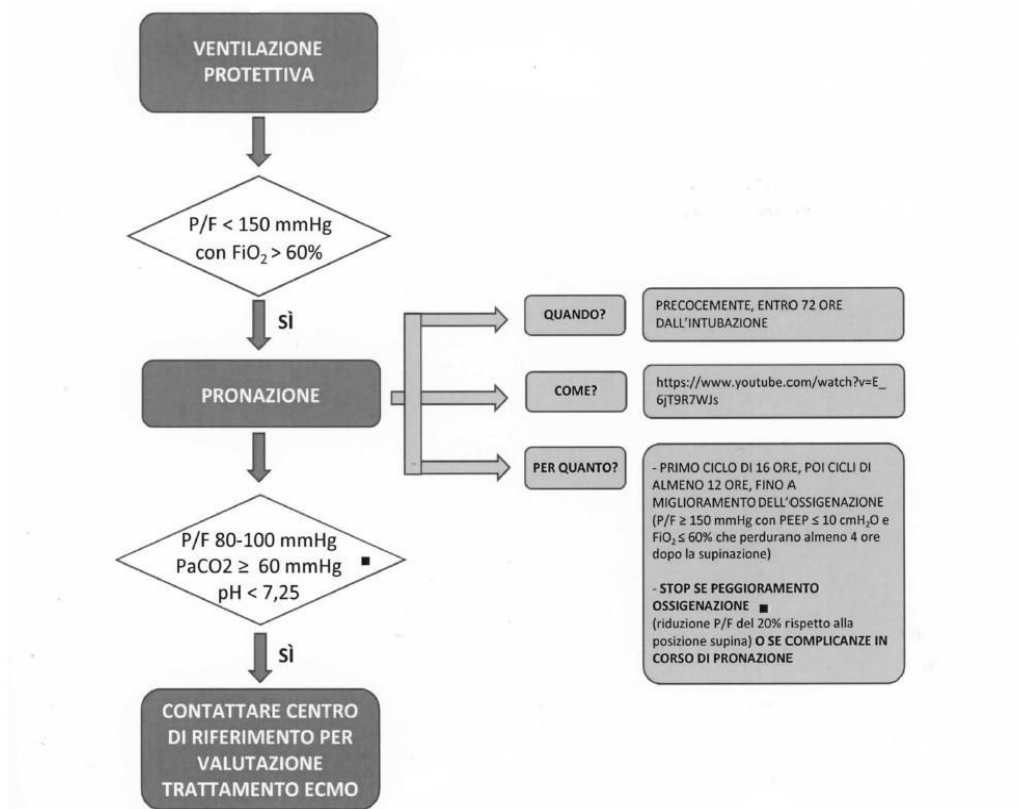 VENTILAZIONE
PROTETTIVA
P/F < 150 mmHg
con FiO₂ > 60%
SÌ
PRONAZIONE
QUANDO?
PRECOCEMENTE, ENTRO 72 ORE
DALL'INTUBAZIONE
COME?
https://www.youtube.com/watch?v=E_
6jT9R7WJs
PER QUANTO?
- PRIMO CICLO DI 16 ORE, POI CICLI DI
ALMENO 12 ORE, FINO A
MIGLIORAMENTO DELL'OSSIGENAZIONE
(P/F ≥ 150 mmHg con PEEP ≤ 10 cmH₂O e
FiO₂ ≤ 60% che perdurano almeno 4 ore
dopo la supinazione)
- STOP SE PEGGIORAMENTO
OSSIGENAZIONE ■
(riduzione P/F del 20% rispetto alla
posizione supina) O SE COMPLICANZE IN
CORSO DI PRONAZIONE
P/F 80-100 mmHg
PaCO2 ≥ 60 mmHg ■
pH < 7,25
SÌ
CONTATTARE CENTRO
DI RIFERIMENTO PER
VALUTAZIONE
TRATTAMENTO ECMO